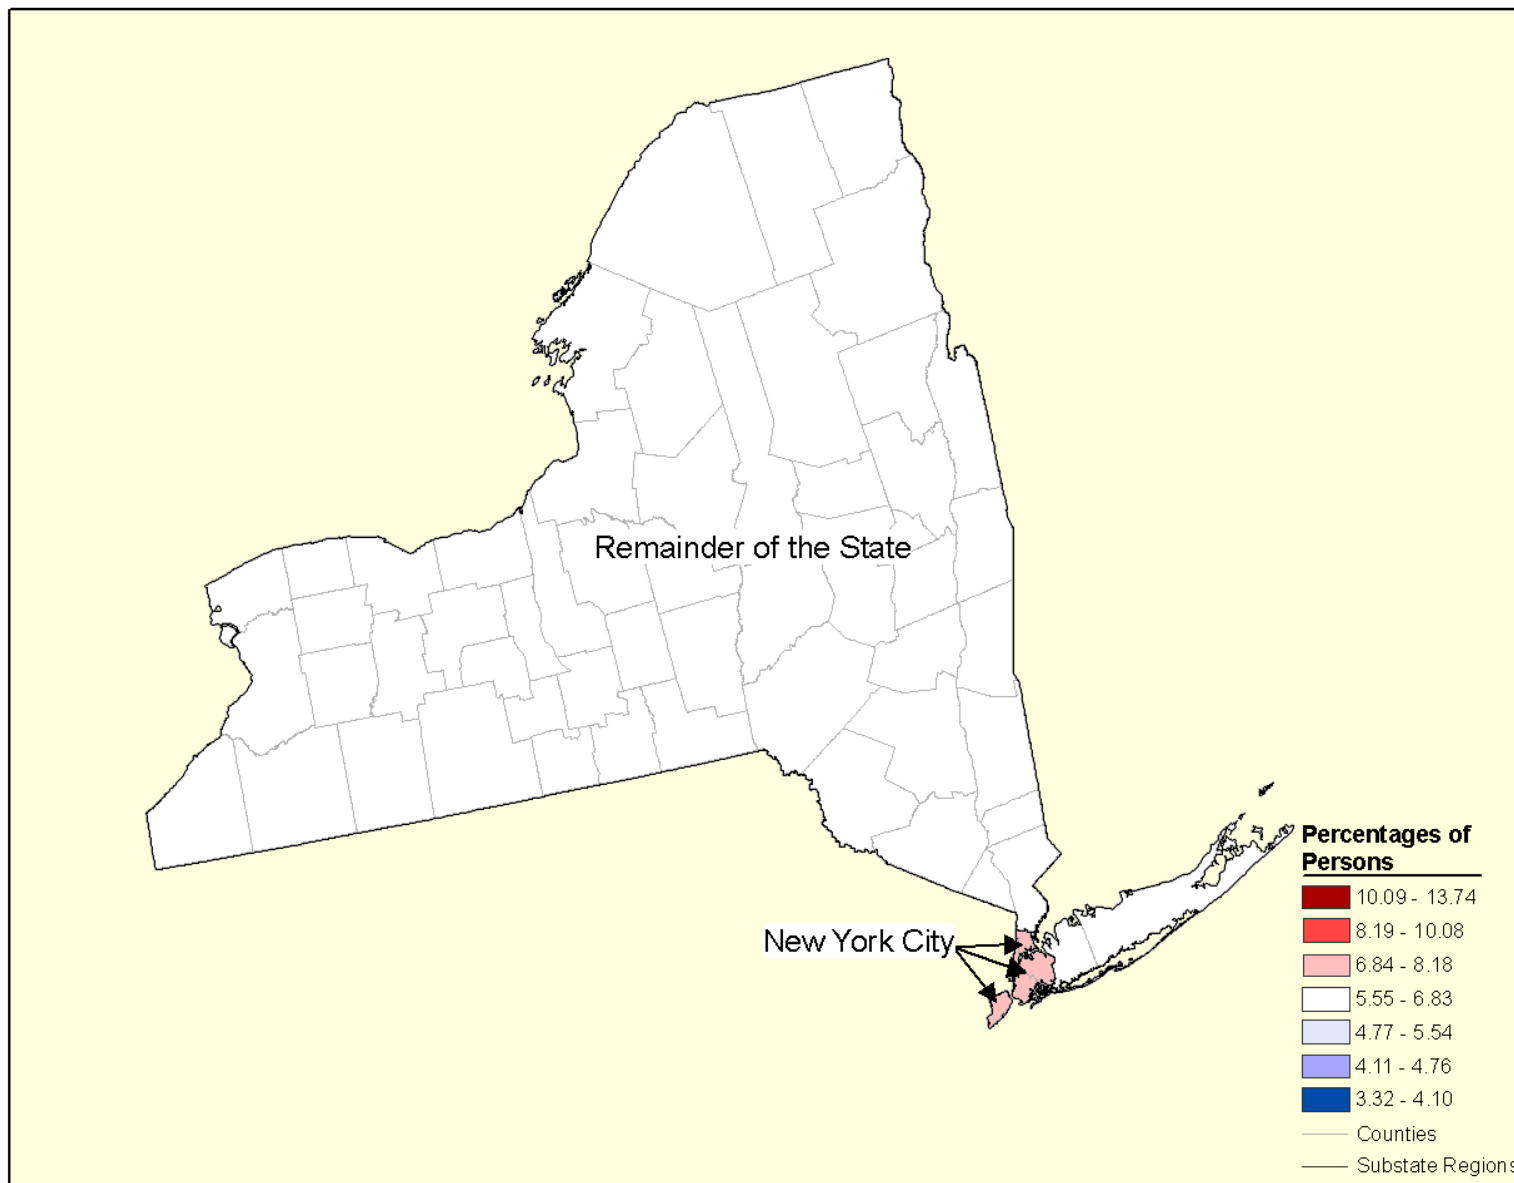 Remainder of the State
New York City
Percentages of
Persons
10.09 - 13.74
8.19 - 10.08
6.84 - 8.18
5.55 - 6.83
4.77 - 5.54
4.11 - 4.76
3.32 - 4.10
Counties
Substate Regions